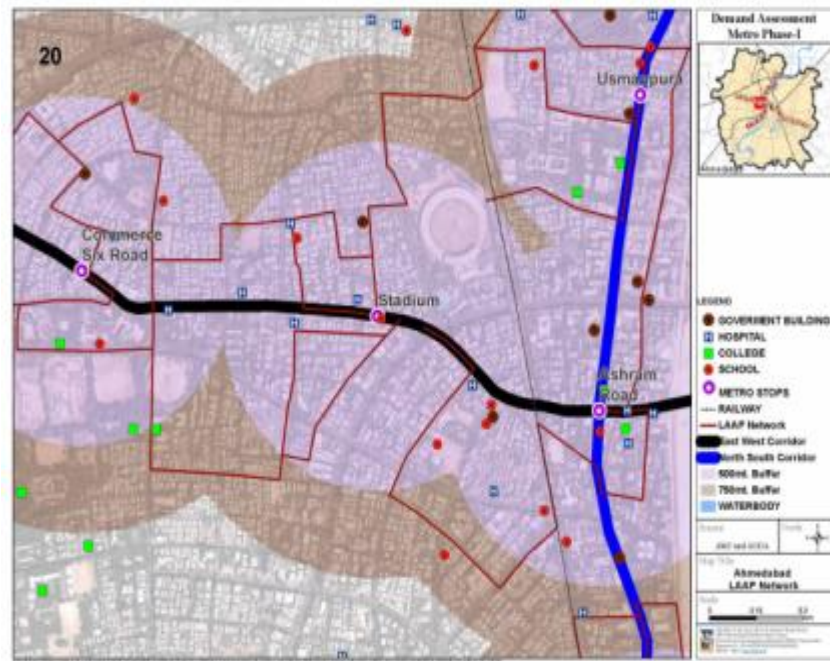 Demand Assessment
Metro Phase-I
20
Usmanpura
Commerce
Six Road
Stadium
Ashram
Road
LEGEND
GOVERMENT BUILDING
HOSPITAL
COLLEGE
SCHOOL
METRO STOPS
RAILWAY
LAAP Network
East West Corridor
North South Corridor
500mt. Buffer
750mt. Buffer
WATERBODY
Ahmedabad
LAAP Network